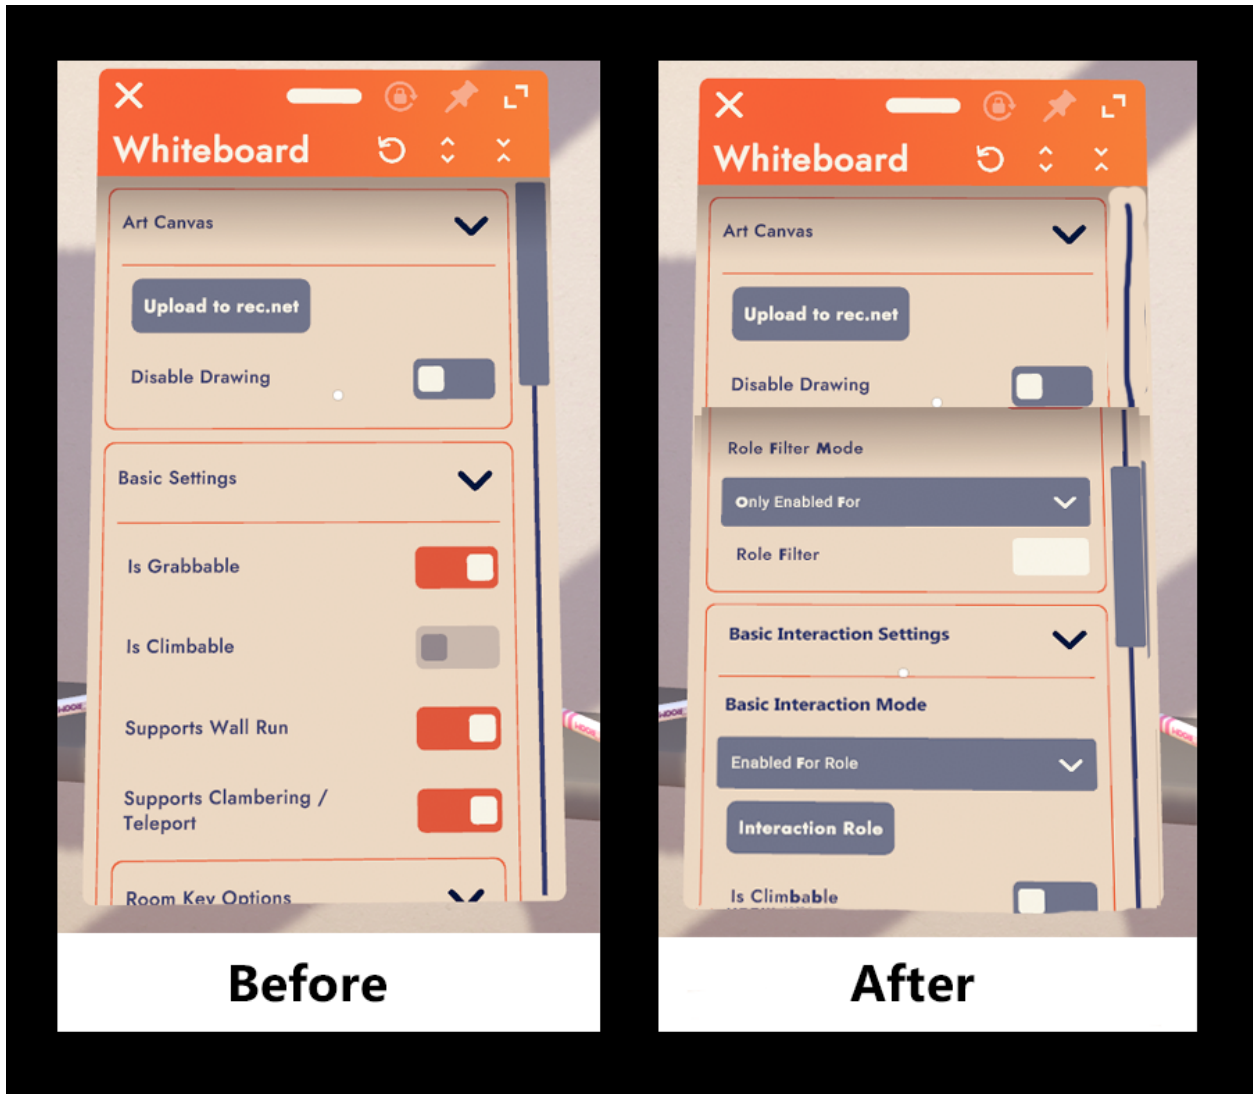 Whiteboard
Art Canvas
Upload to rec.net
Disable Drawing
Basic Settings
Is Grabbable
Is Climbable
Supports Wall Run
Supports Clambering /
Teleport
Room Key Options
Before
Whiteboard
Art Canvas
Upload to rec.net
Disable Drawing
Role Filter Mode
Only Enabled For
Role Filter
Basic Interaction Settings
Basic Interaction Mode
Enabled For Role
Interaction Role
Is Climbable
After